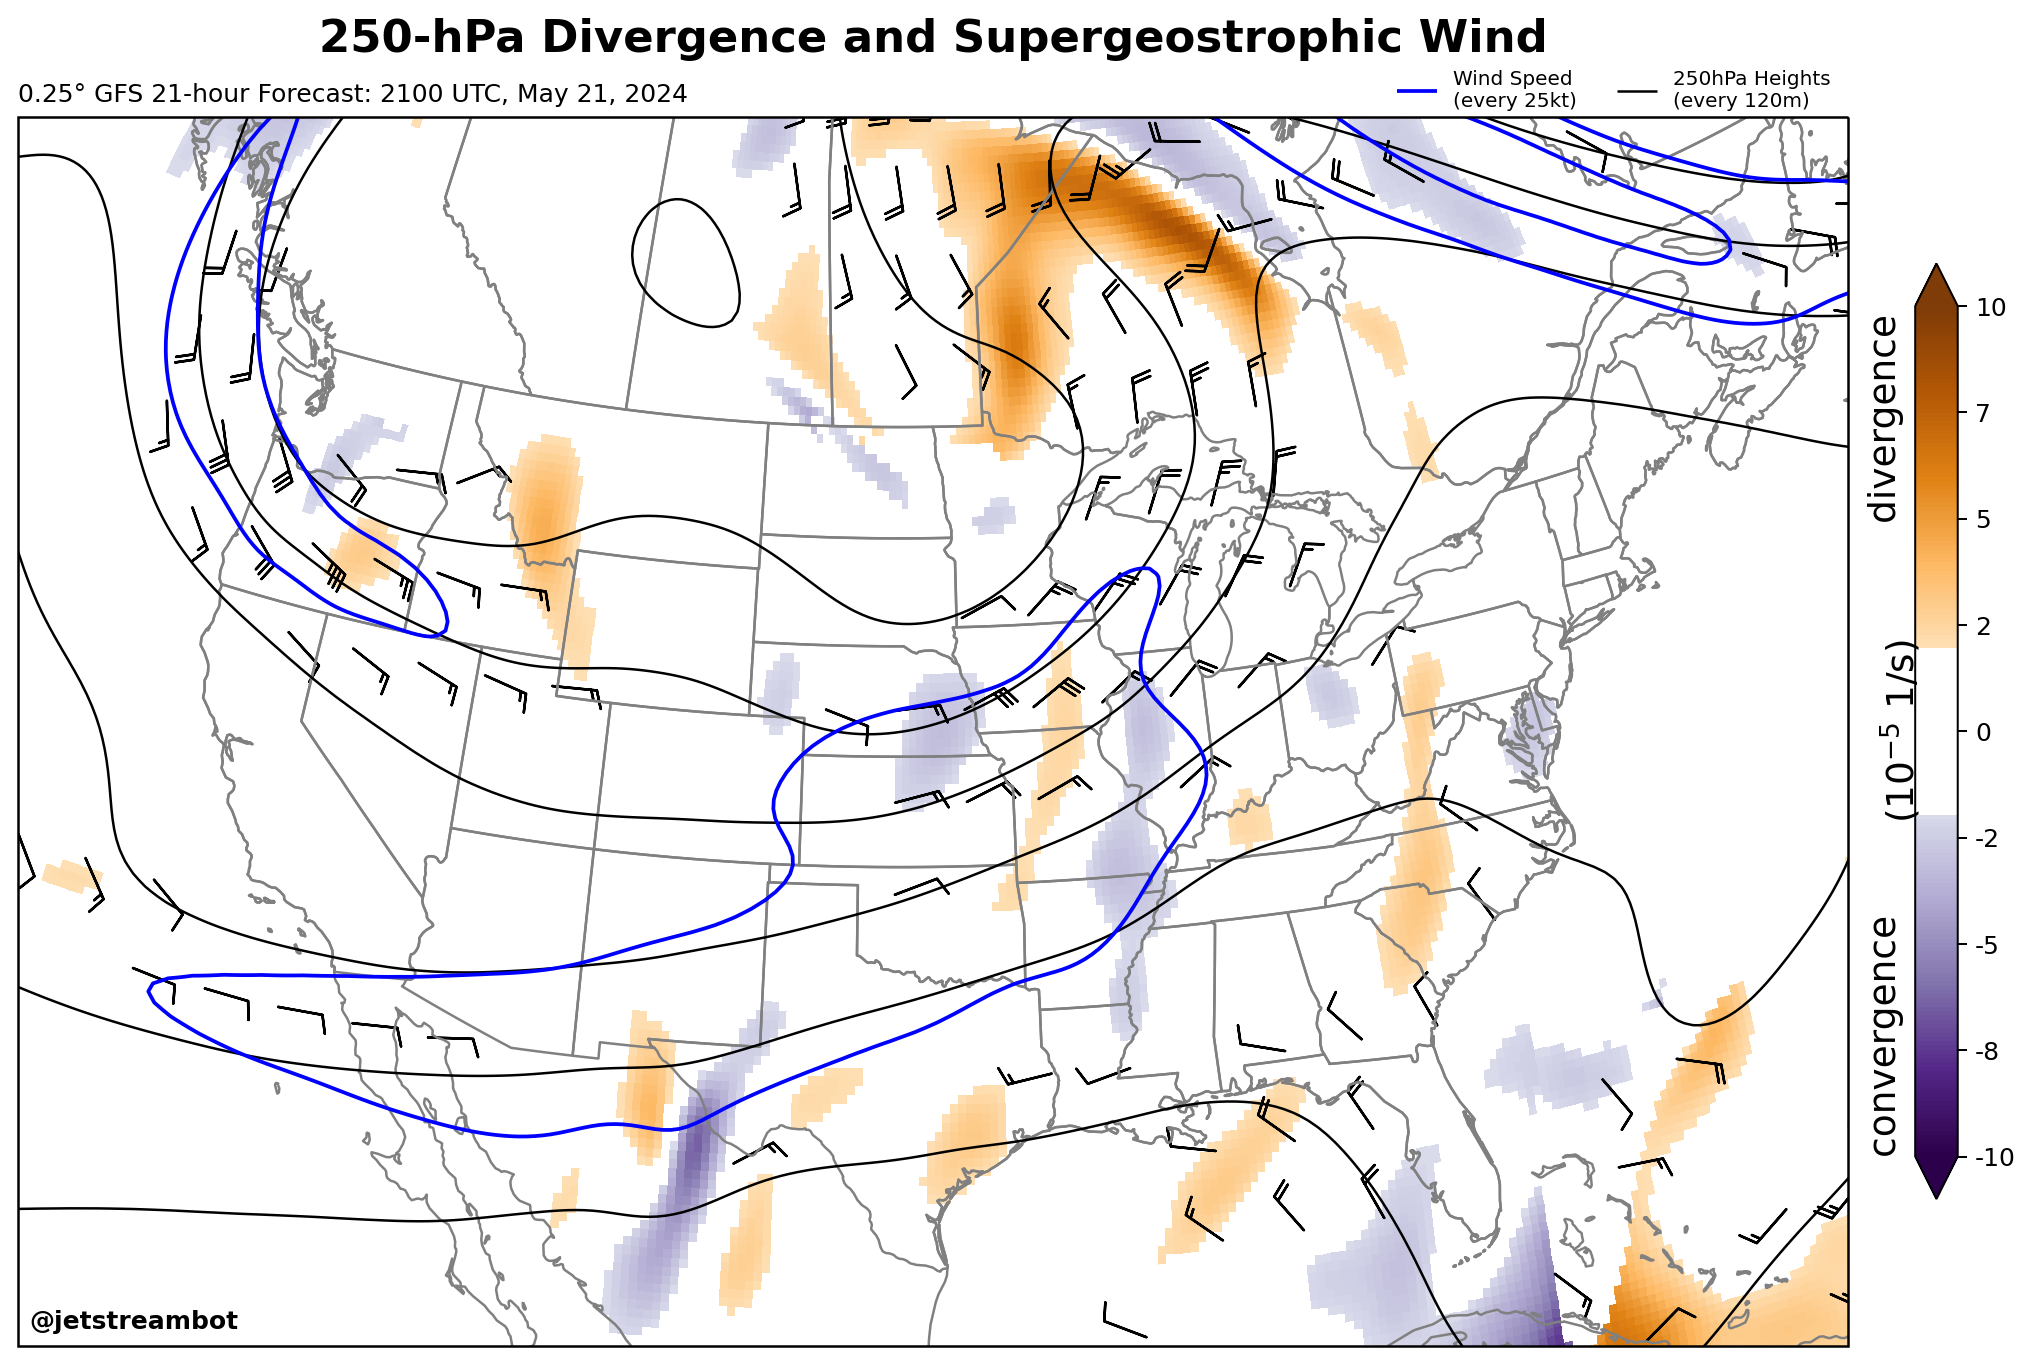 250-hPa Divergence and Supergeostrophic Wind
0.25° GFS 21-hour Forecast: 2100 UTC, May 21, 2024
Wind Speed
(every 25kt)
250hPa Heights
(every 120m)
10
7
5
2
0
-2
-5
-8
-10
convergence (10⁻⁵ 1/s) divergence
@jetstreambot